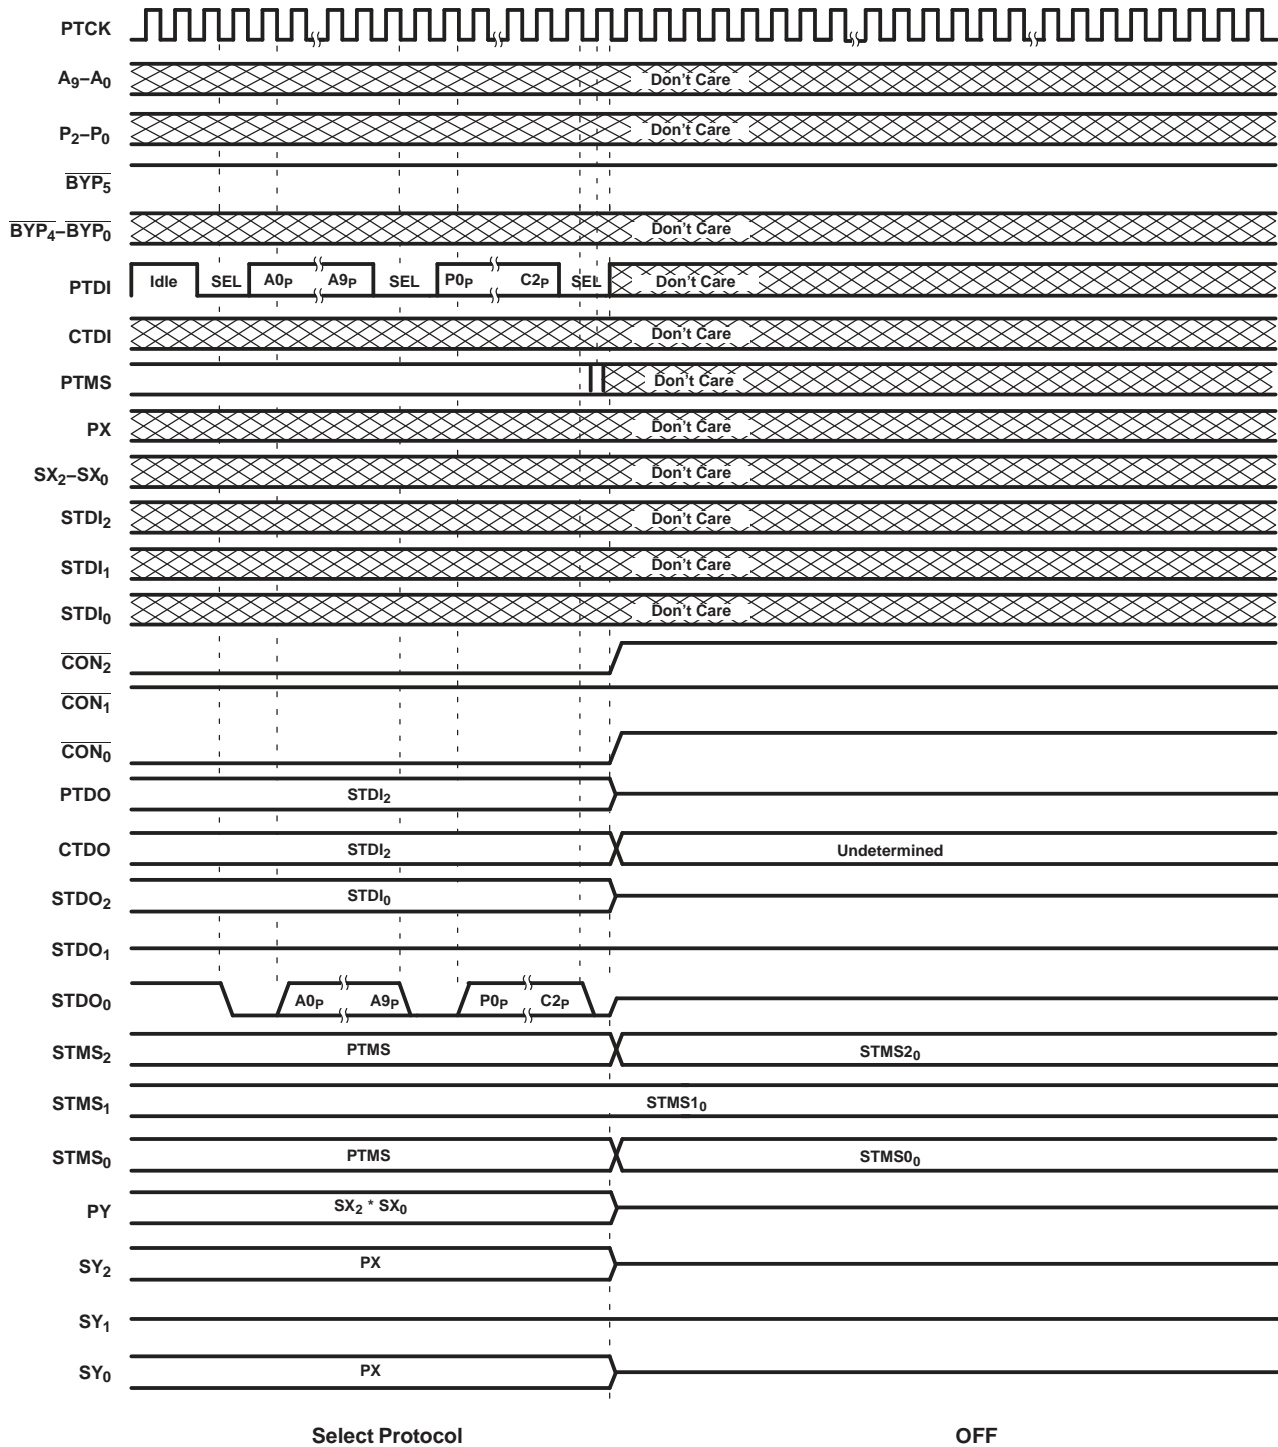 PTCK
A9–A0 Don't Care
P2–P0 Don't Care
BYP5
BYP4–BYP0 Don't Care
PTDI Idle SEL A0P A9P SEL P0P C2P SEL Don't Care
CTDI Don't Care
PTMS Don't Care
PX Don't Care
SX2–SX0 Don't Care
STDI2 Don't Care
STDI1 Don't Care
STDI0 Don't Care
CON2
CON1
CON0
PTDO STDI2
CTDO STDI2 Undetermined
STDO2 STDI0
STDO1
STDO0 A0P A9P P0P C2P
STMS2 PTMS STMS20
STMS1 STMS10
STMS0 PTMS STMS00
PY SX2 * SX0
SY2 PX
SY1
SY0 PX
Select Protocol OFF